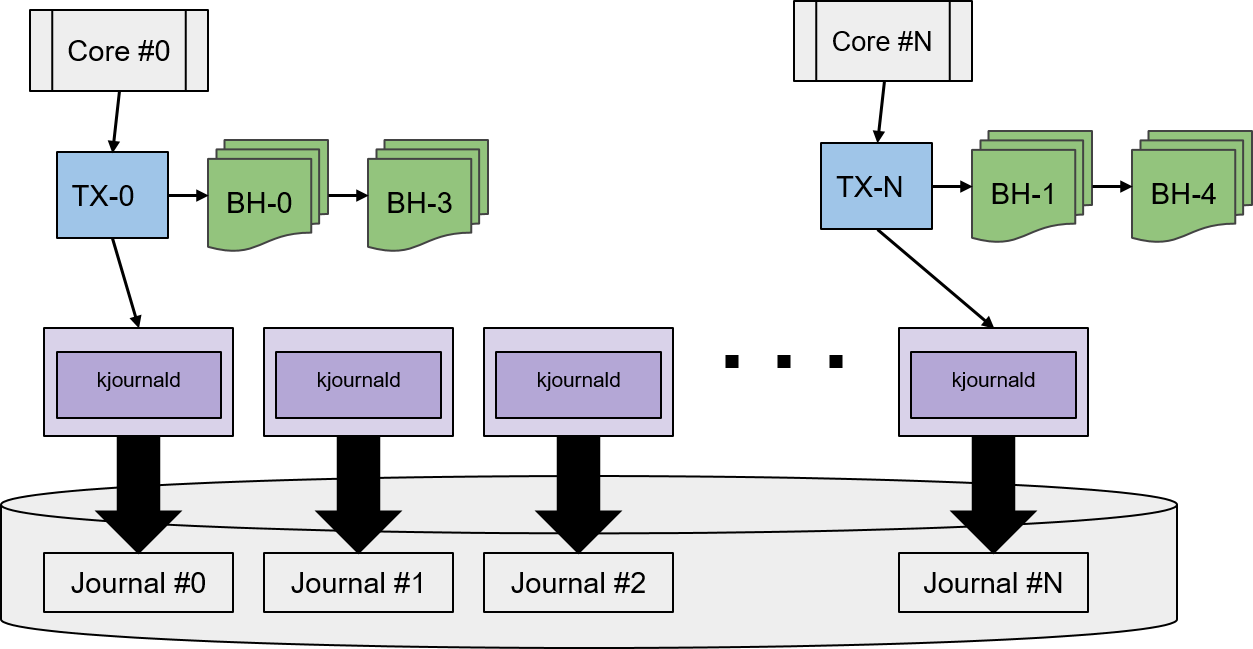 Core #0
Core #N
TX-0
BH-0
BH-3
TX-N
BH-1
BH-4
kjournald
kjournald
kjournald
kjournald
Journal #0
Journal #1
Journal #2
Journal #N